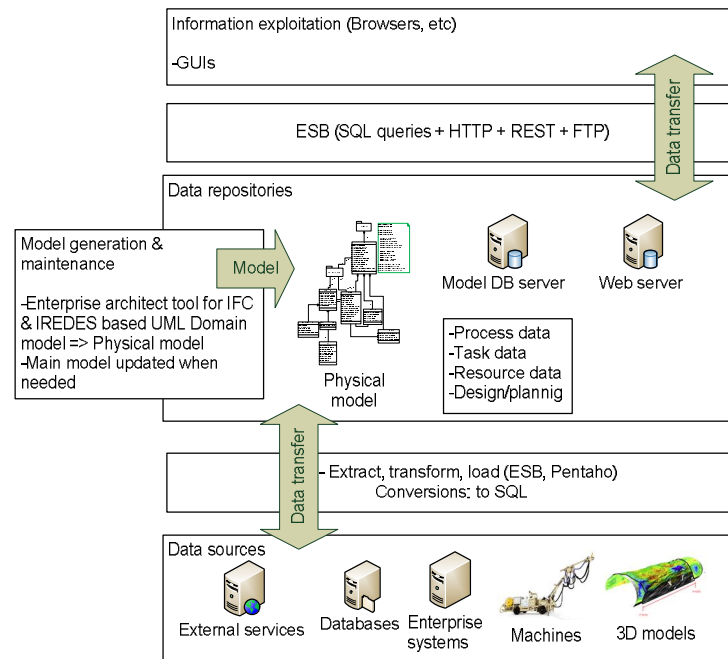 Information exploitation (Browsers, etc)
-GUIs
Data transfer
ESB (SQL queries + HTTP + REST + FTP)
Data repositories
Model generation &
maintenance
-Enterprise architect tool for IFC
& IREDES based UML Domain
model => Physical model
-Main model updated when
needed
Model
Physical
model
Model DB server
Web server
-Process data
-Task data
-Resource data
-Design/plannig
Data transfer
- Extract, transform, load (ESB, Pentaho)
Conversions: to SQL
Data sources
External services
Databases
Enterprise
systems
Machines
3D models